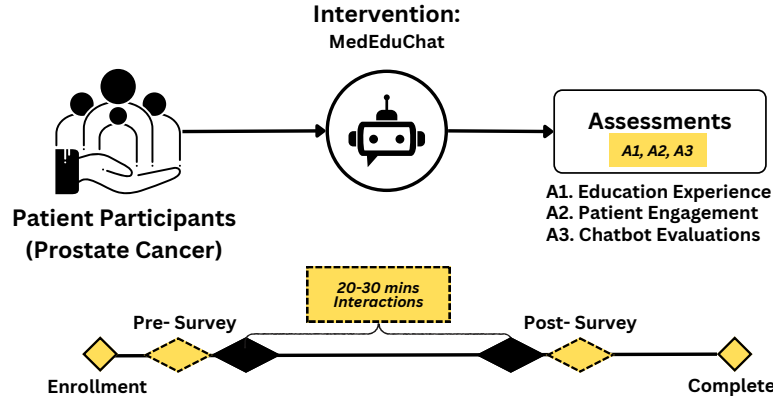 Intervention:
MedEduChat
Assessments
A1, A2, A3
Patient Participants
(Prostate Cancer)
A1. Education Experience
A2. Patient Engagement
A3. Chatbot Evaluations
20-30 mins
Interactions
Pre- Survey
Post- Survey
Enrollment
Complete